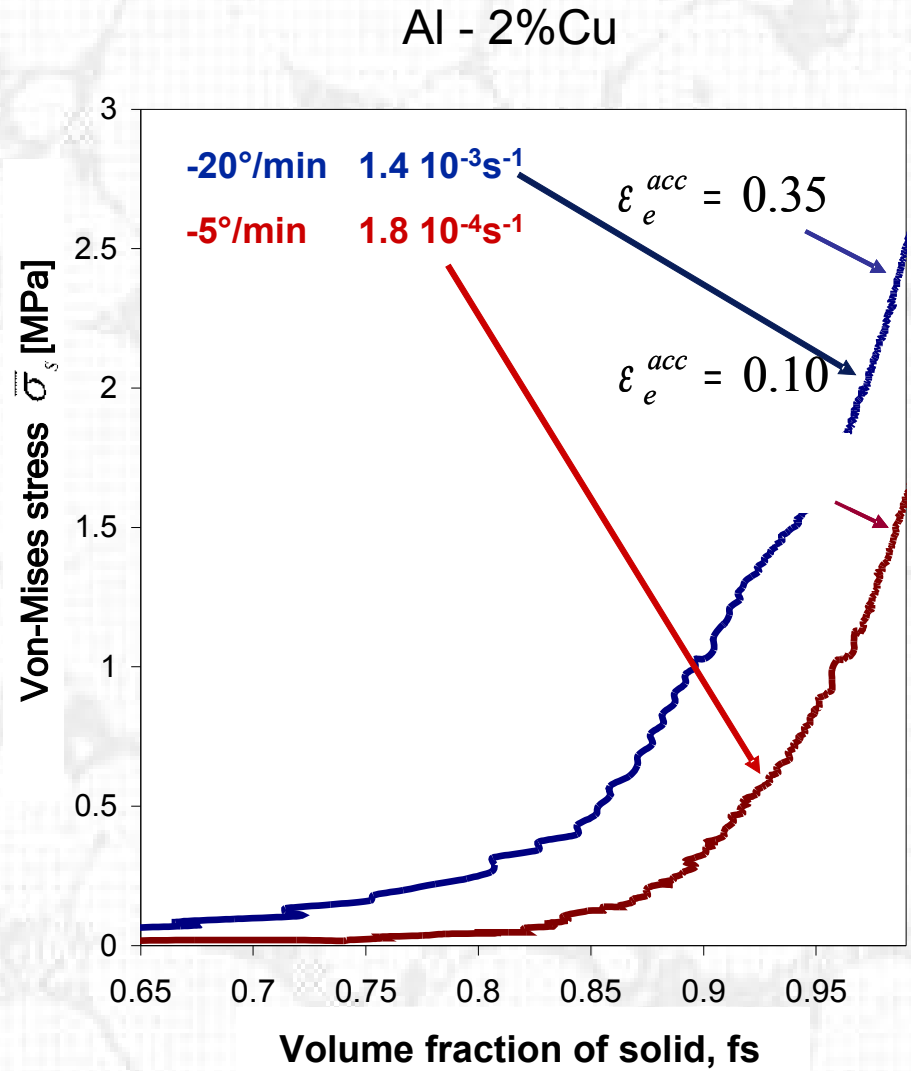 Al - 2%Cu
3
2.5
2
1.5
1
0.5
0
Von-Mises stress σ̅ₛ [MPa]
-20°/min 1.4 10⁻³s⁻¹
-5°/min 1.8 10⁻⁴s⁻¹
εₑᵃᶜᶜ = 0.35
εₑᵃᶜᶜ = 0.10
0.65 0.7 0.75 0.8 0.85 0.9 0.95
Volume fraction of solid, fs